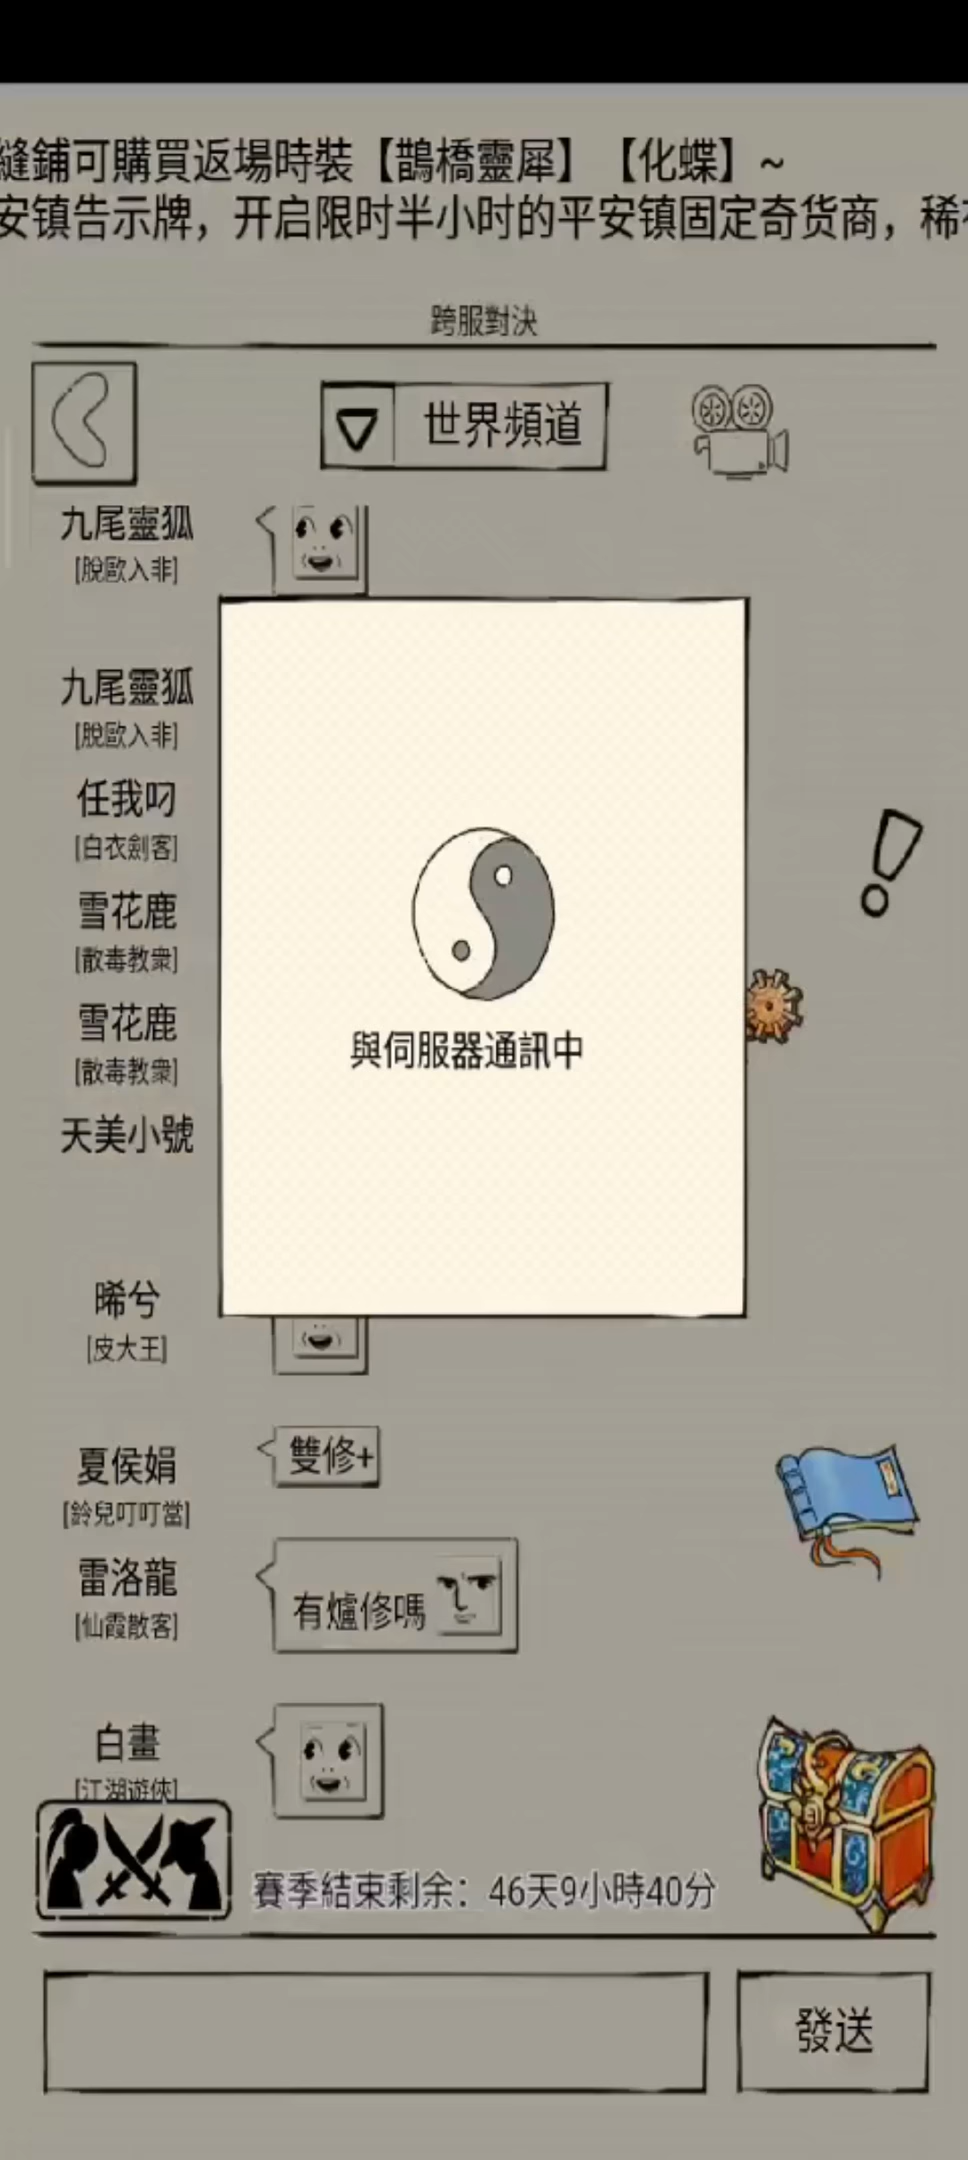 縫鋪可購買返場時裝【鵲橋靈犀】【化蝶】~
安镇告示牌，开启限时半小时的平安镇固定奇货商，稀
跨服對決
世界頻道
九尾靈狐
[脫歐入非]
九尾靈狐
[脫歐入非]
任我叼
[白衣劍客]
雪花鹿
[散毒教衆]
雪花鹿
[散毒教衆]
與伺服器通訊中
天美小號
晞兮
[皮大王]
夏侯娟
雙修+
[鈴兒叮叮當]
雷洛龍
有爐修嗎
[仙霞散客]
白畫
[江湖遊俠]
賽季結束剩余：46天9小時40分
發送